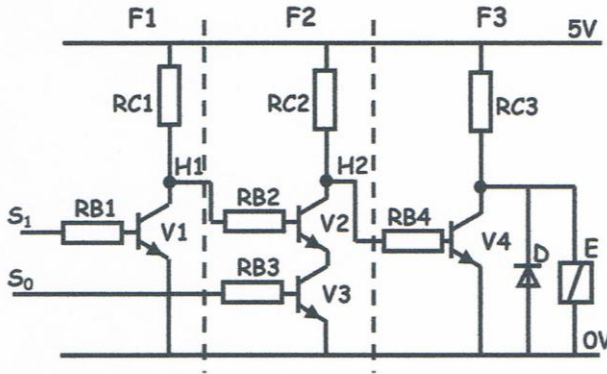 F1 F2 F3
5V
RC1 RC2 RC3
H1 H2
S₁ RB1 V1 RB2 V2 RB4 V4 D E
S₀ RB3 V3
0V